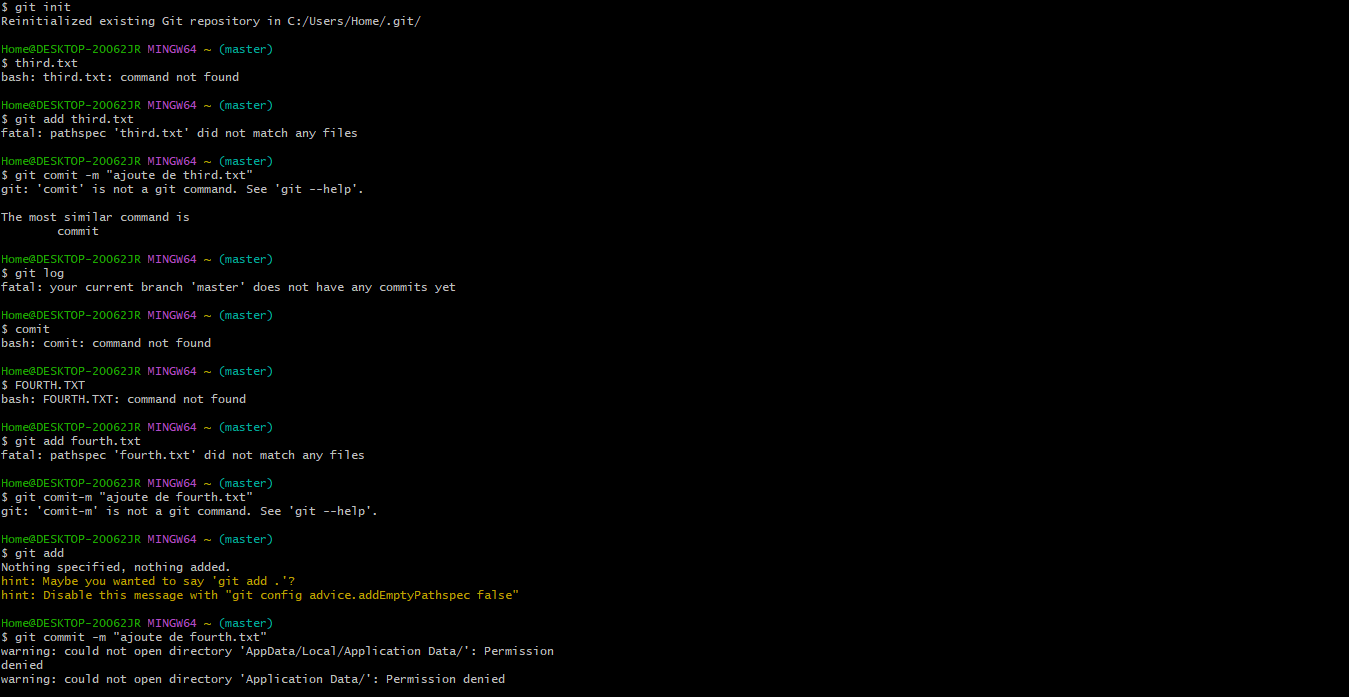 $ git init
Reinitialized existing Git repository in C:/Users/Home/.git/
Home@DESKTOP-20O62JR MINGW64 ~ (master)
$ third.txt
bash: third.txt: command not found
Home@DESKTOP-20O62JR MINGW64 ~ (master)
$ git add third.txt
fatal: pathspec 'third.txt' did not match any files
Home@DESKTOP-20O62JR MINGW64 ~ (master)
$ git comit -m "ajoute de third.txt"
git: 'comit' is not a git command. See 'git --help'.
The most similar command is
commit
Home@DESKTOP-20O62JR MINGW64 ~ (master)
$ git log
fatal: your current branch 'master' does not have any commits yet
Home@DESKTOP-20O62JR MINGW64 ~ (master)
$ comit
bash: comit: command not found
Home@DESKTOP-20O62JR MINGW64 ~ (master)
$ FOURTH.TXT
bash: FOURTH.TXT: command not found
Home@DESKTOP-20O62JR MINGW64 ~ (master)
$ git add fourth.txt
fatal: pathspec 'fourth.txt' did not match any files
Home@DESKTOP-20O62JR MINGW64 ~ (master)
$ git comit-m "ajoute de fourth.txt"
git: 'comit-m' is not a git command. See 'git --help'.
Home@DESKTOP-20O62JR MINGW64 ~ (master)
$ git add
Nothing specified, nothing added.
hint: Maybe you wanted to say 'git add .'?
hint: Disable this message with "git config advice.addEmptyPathspec false"
Home@DESKTOP-20O62JR MINGW64 ~ (master)
$ git commit -m "ajoute de fourth.txt"
warning: could not open directory 'AppData/Local/Application Data/': Permission
denied
warning: could not open directory 'Application Data/': Permission denied